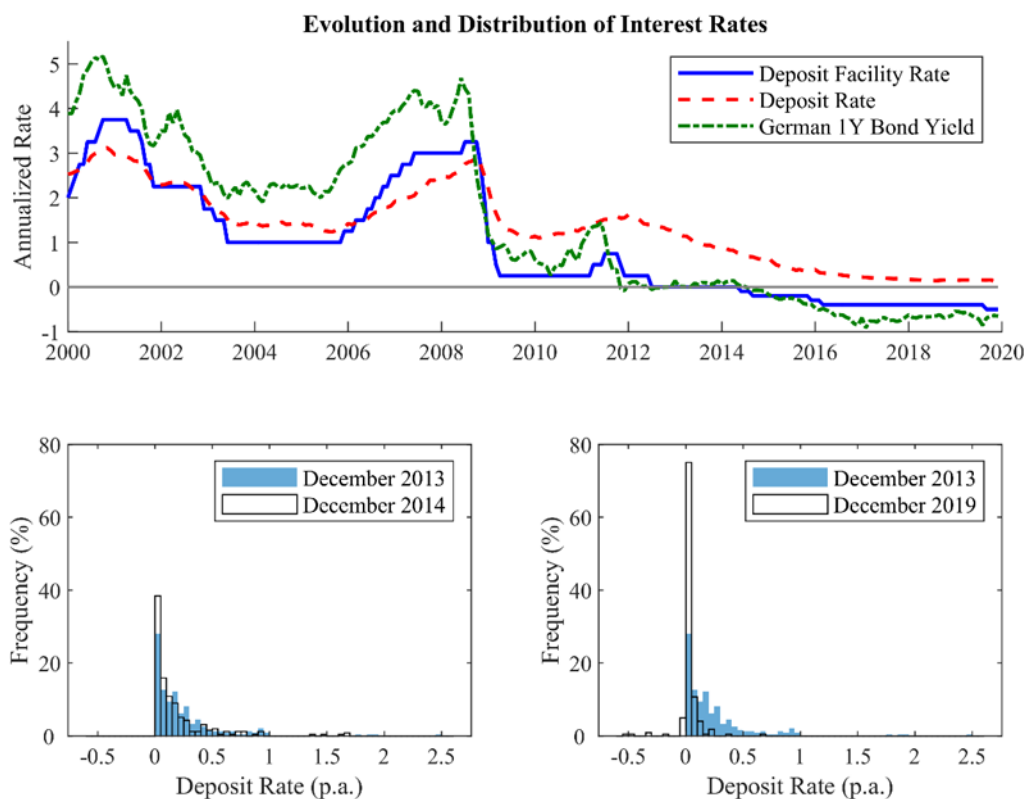 Evolution and Distribution of Interest Rates
Annualized Rate
5
4
3
2
1
0
-1
Deposit Facility Rate
Deposit Rate
German 1Y Bond Yield
2000 2002 2004 2006 2008 2010 2012 2014 2016 2018 2020
Frequency (%)
80
60
40
20
0
December 2013
December 2014
-0.5 0 0.5 1 1.5 2 2.5
Deposit Rate (p.a.)
Frequency (%)
80
60
40
20
0
December 2013
December 2019
-0.5 0 0.5 1 1.5 2 2.5
Deposit Rate (p.a.)